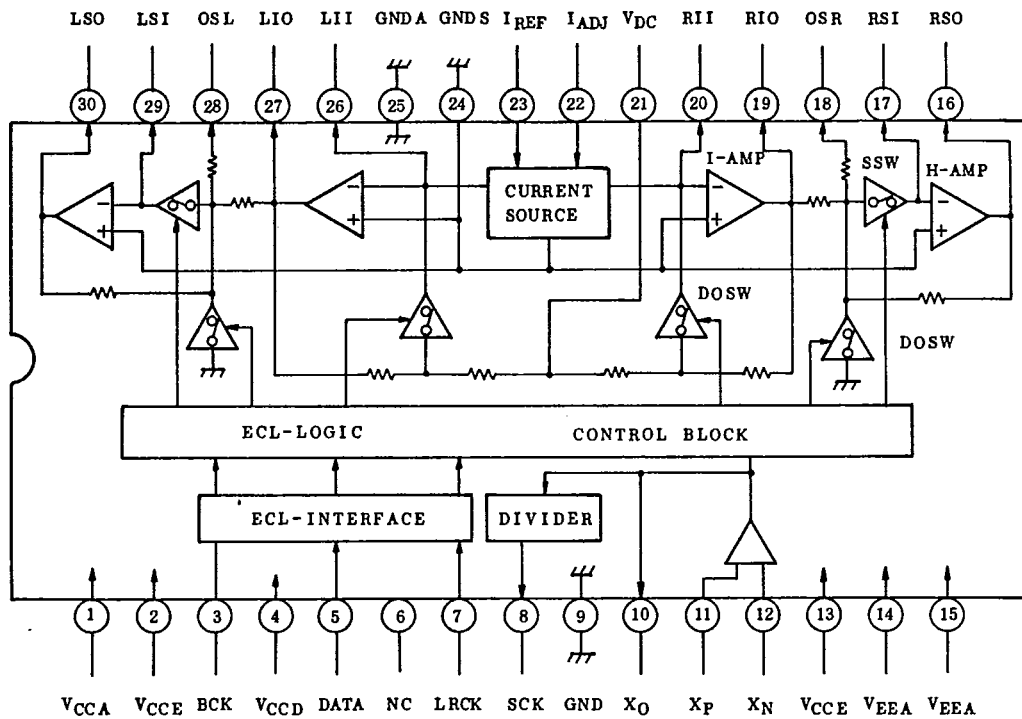 LSO LSI OSL LIO LII GNDA GNDS IREF IADJ VDC RII RIO OSR RSI RSO
30 29 28 27 26 25 24 23 22 21 20 19 18 17 16
I-AMP SSW H-AMP
CURRENT
SOURCE
- - - -
+ + + +
DOSW
DOSW
ECL-LOGIC CONTROL BLOCK
ECL-INTERFACE DIVIDER
1 2 3 4 5 6 7 8 9 10 11 12 13 14 15
VCCA VCCE BCK VCCD DATA NC LRCK SCK GND XO XP XN VCCE VEEA VEEA